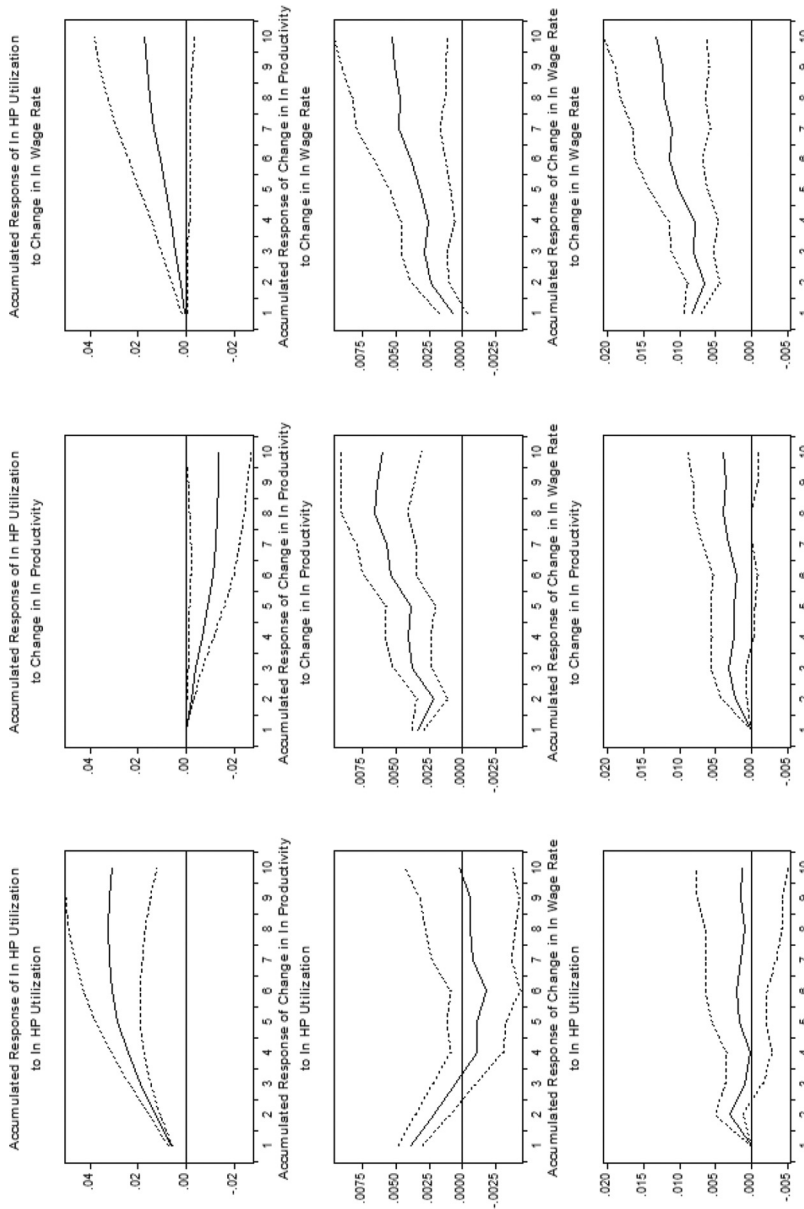 Accumulated Response of ln HP Utilization
to ln HP Utilization
.04
.02
.00
-.02
1 2 3 4 5 6 7 8 9 10
Accumulated Response of ln HP Utilization
to Change in ln Productivity
.04
.02
.00
-.02
1 2 3 4 5 6 7 8 9 10
Accumulated Response of ln HP Utilization
to Change in ln Wage Rate
.04
.02
.00
-.02
1 2 3 4 5 6 7 8 9 10
Accumulated Response of Change in ln Productivity
to ln HP Utilization
.0075
.0050
.0025
.0000
-.0025
1 2 3 4 5 6 7 8 9 10
Accumulated Response of Change in ln Productivity
to Change in ln Productivity
.0075
.0050
.0025
.0000
-.0025
1 2 3 4 5 6 7 8 9 10
Accumulated Response of Change in ln Productivity
to Change in ln Wage Rate
.0075
.0050
.0025
.0000
-.0025
1 2 3 4 5 6 7 8 9 10
Accumulated Response of Change in ln Wage Rate
to ln HP Utilization
.020
.015
.010
.005
.000
-.005
1 2 3 4 5 6 7 8 9 10
Accumulated Response of Change in ln Wage Rate
to Change in ln Productivity
.020
.015
.010
.005
.000
-.005
1 2 3 4 5 6 7 8 9 10
Accumulated Response of Change in ln Wage Rate
to Change in ln Wage Rate
.020
.015
.010
.005
.000
-.005
1 2 3 4 5 6 7 8 9 10